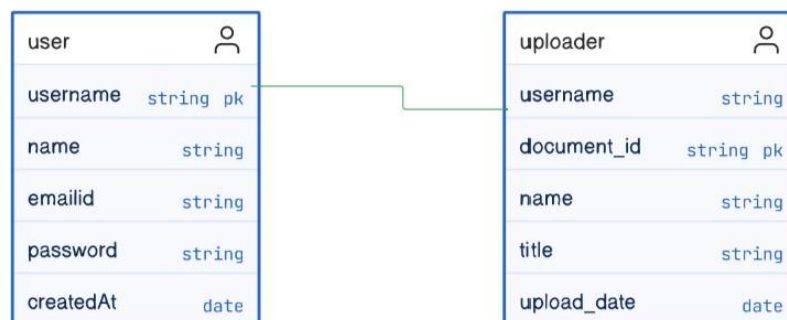 user
username string pk
name string
emailid string
password string
createdAt date
uploader
username string
document_id string pk
name string
title string
upload_date date